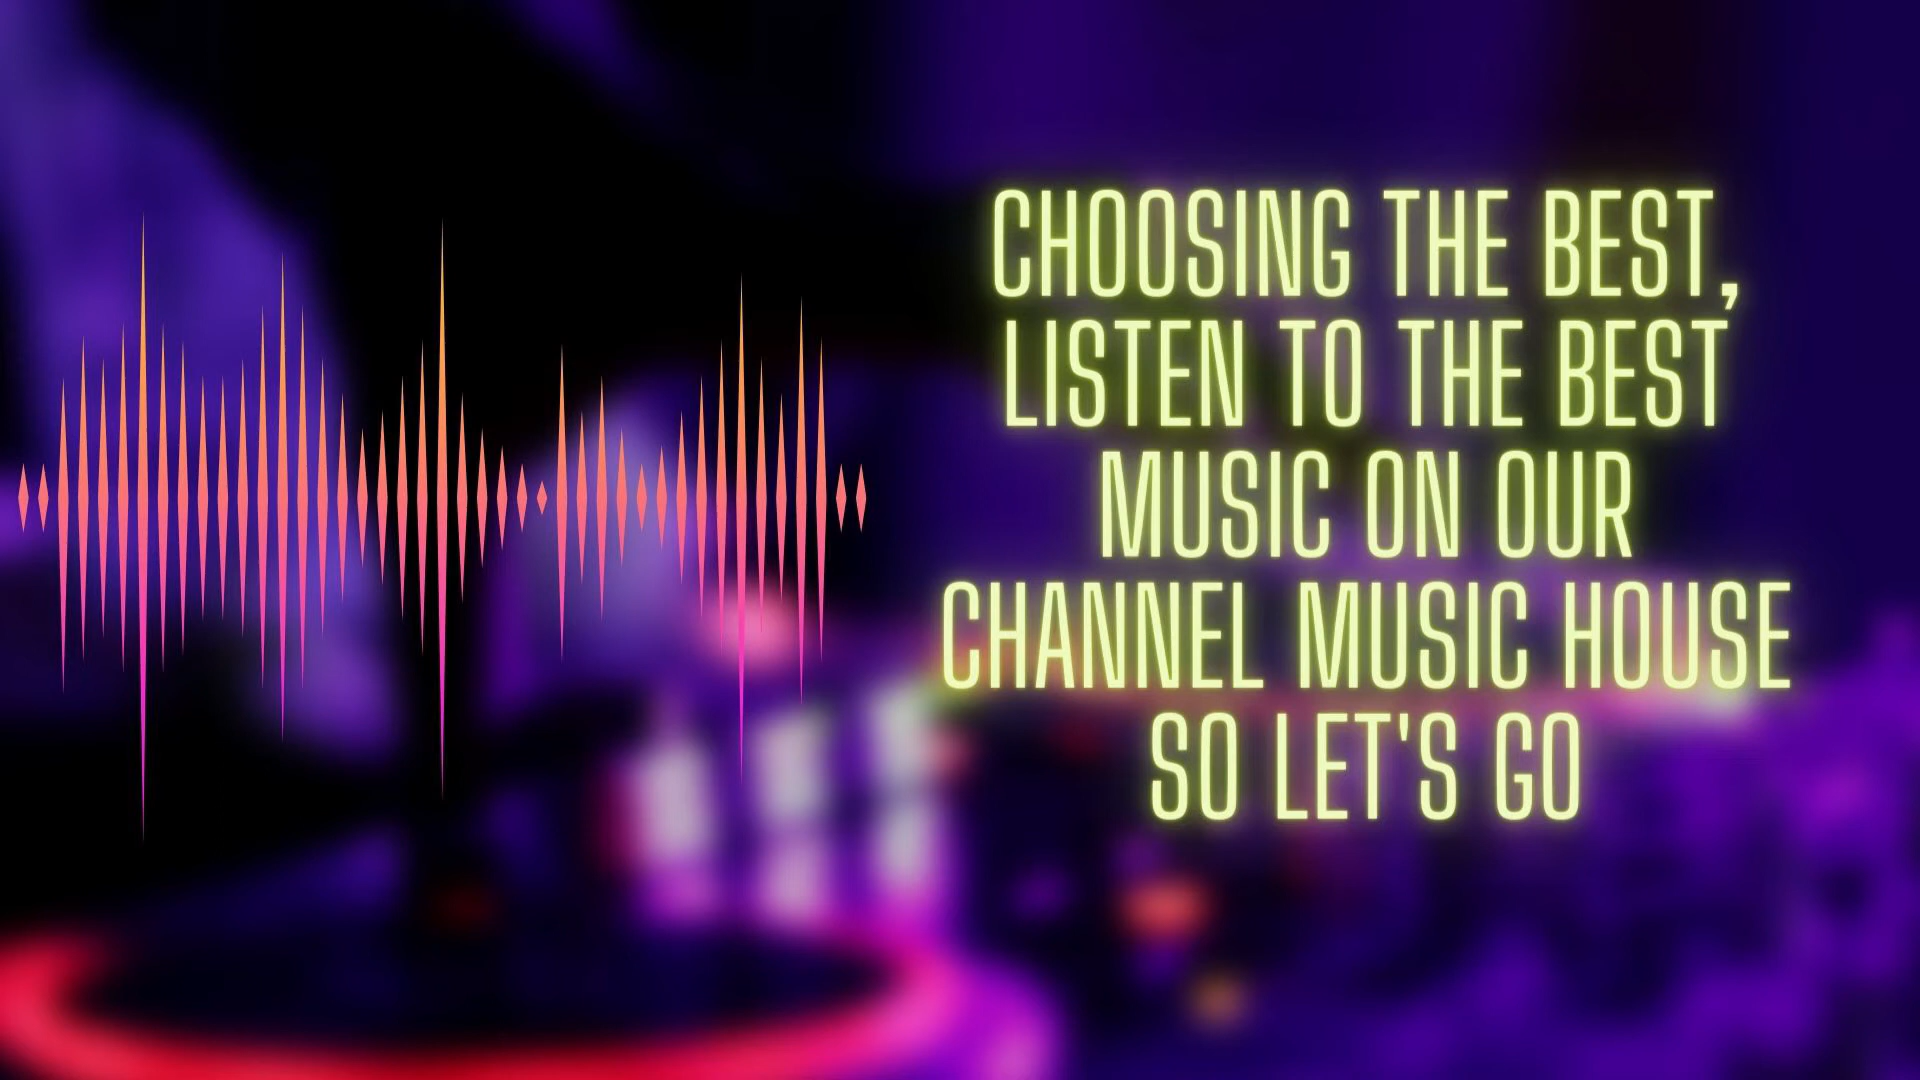 CHOOSING THE BEST,
LISTEN TO THE BEST
MUSIC ON OUR
CHANNEL MUSIC HOUSE
SO LET'S GO